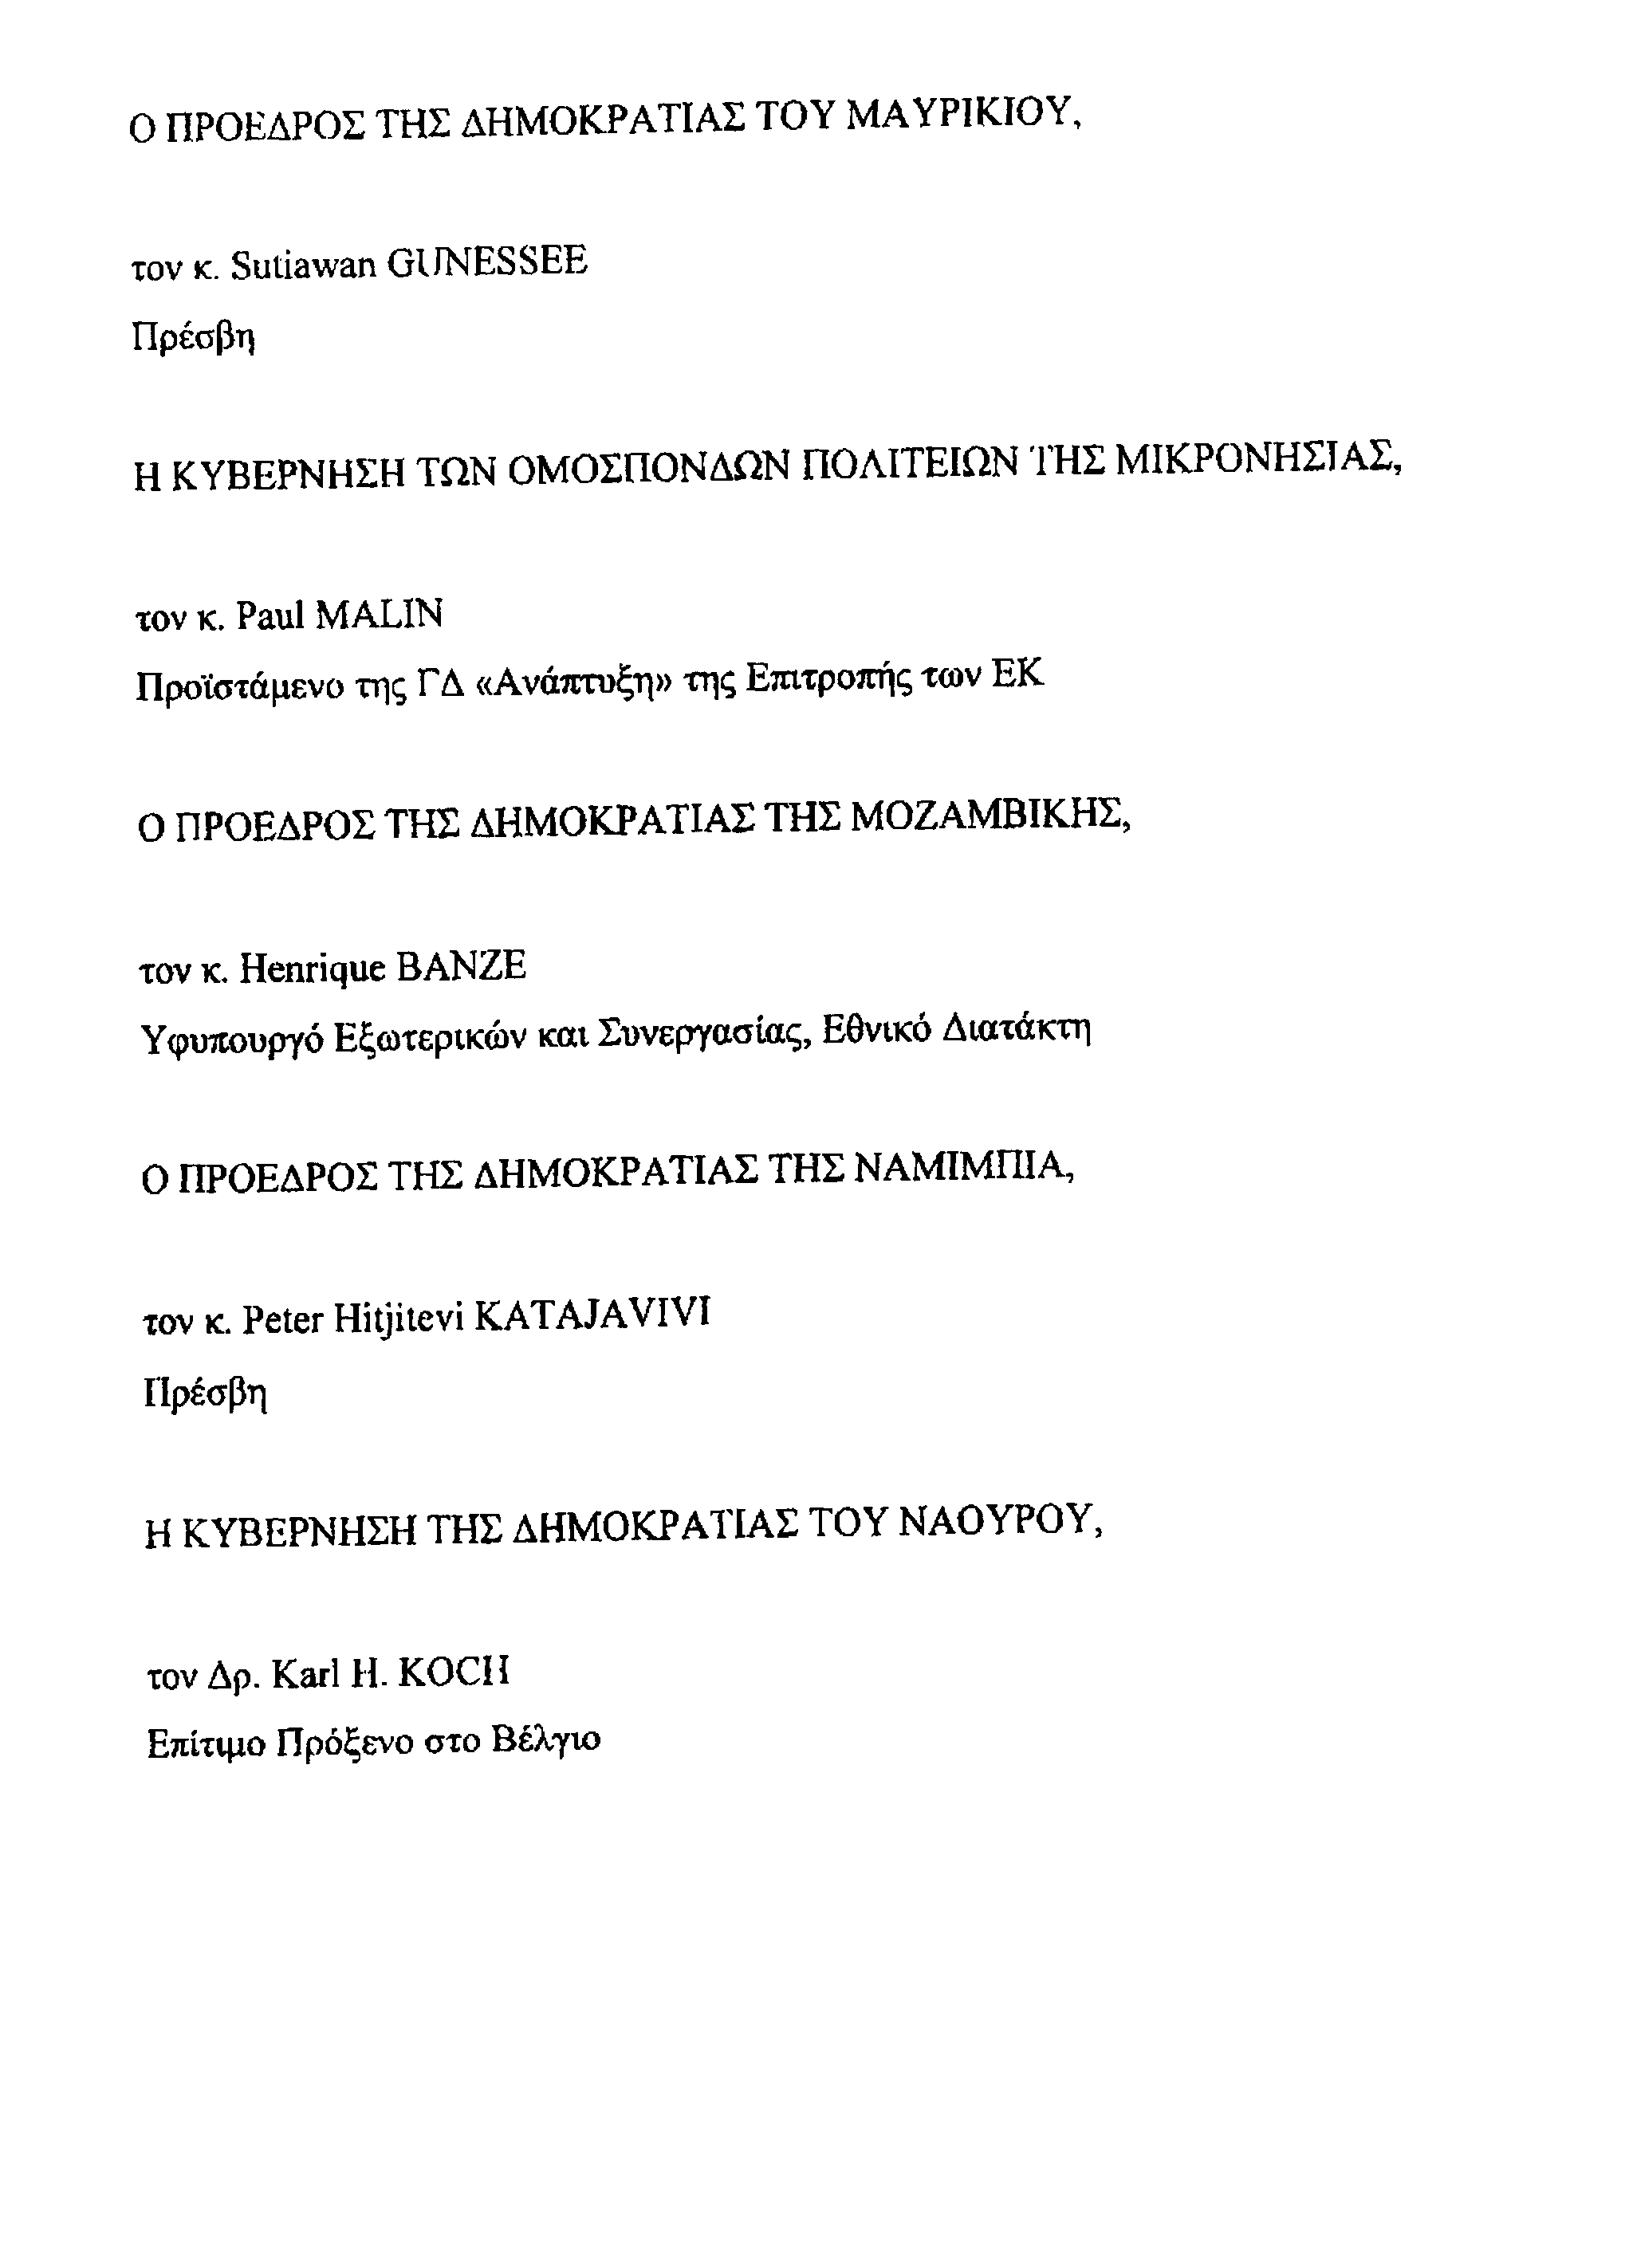 Ο ΠΡΟΕΔΡΟΣ ΤΗΣ ΔΗΜΟΚΡΑΤΙΑΣ ΤΟΥ ΜΑΥΡΙΚΙΟΥ,
τον κ. Sutiawan GUNESSEE
Πρέσβη
Η ΚΥΒΕΡΝΗΣΗ ΤΩΝ ΟΜΟΣΠΟΝΔΩΝ ΠΟΛΙΤΕΙΩΝ ΤΗΣ ΜΙΚΡΟΝΗΣΙΑΣ,
τον κ. Paul MALIN
Προϊστάμενο της ΓΔ «Ανάπτυξη» της Επιτροπής των ΕΚ
Ο ΠΡΟΕΔΡΟΣ ΤΗΣ ΔΗΜΟΚΡΑΤΙΑΣ ΤΗΣ ΜΟΖΑΜΒΙΚΗΣ,
τον κ. Henrique BANZE
Υφυπουργό Εξωτερικών και Συνεργασίας, Εθνικό Διατάκτη
Ο ΠΡΟΕΔΡΟΣ ΤΗΣ ΔΗΜΟΚΡΑΤΙΑΣ ΤΗΣ ΝΑΜΙΜΠΙΑ,
τον κ. Peter Hitjitevi KATAJAVIVI
Πρέσβη
Η ΚΥΒΕΡΝΗΣΗ ΤΗΣ ΔΗΜΟΚΡΑΤΙΑΣ ΤΟΥ ΝΑΟΥΡΟΥ,
τον Δρ. Karl H. KOCH
Επίτιμο Πρόξενο στο Βέλγιο